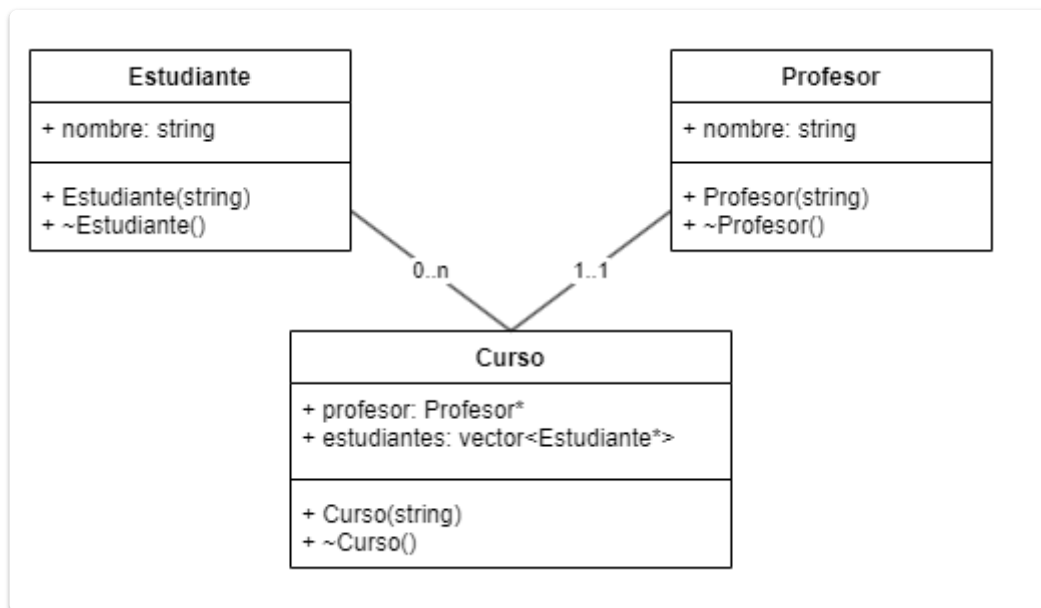 Estudiante
+ nombre: string
+ Estudiante(string)
+ ~Estudiante()
Profesor
+ nombre: string
+ Profesor(string)
+ ~Profesor()
0..n
1..1
Curso
+ profesor: Profesor*
+ estudiantes: vector<Estudiante*>
+ Curso(string)
+ ~Curso()